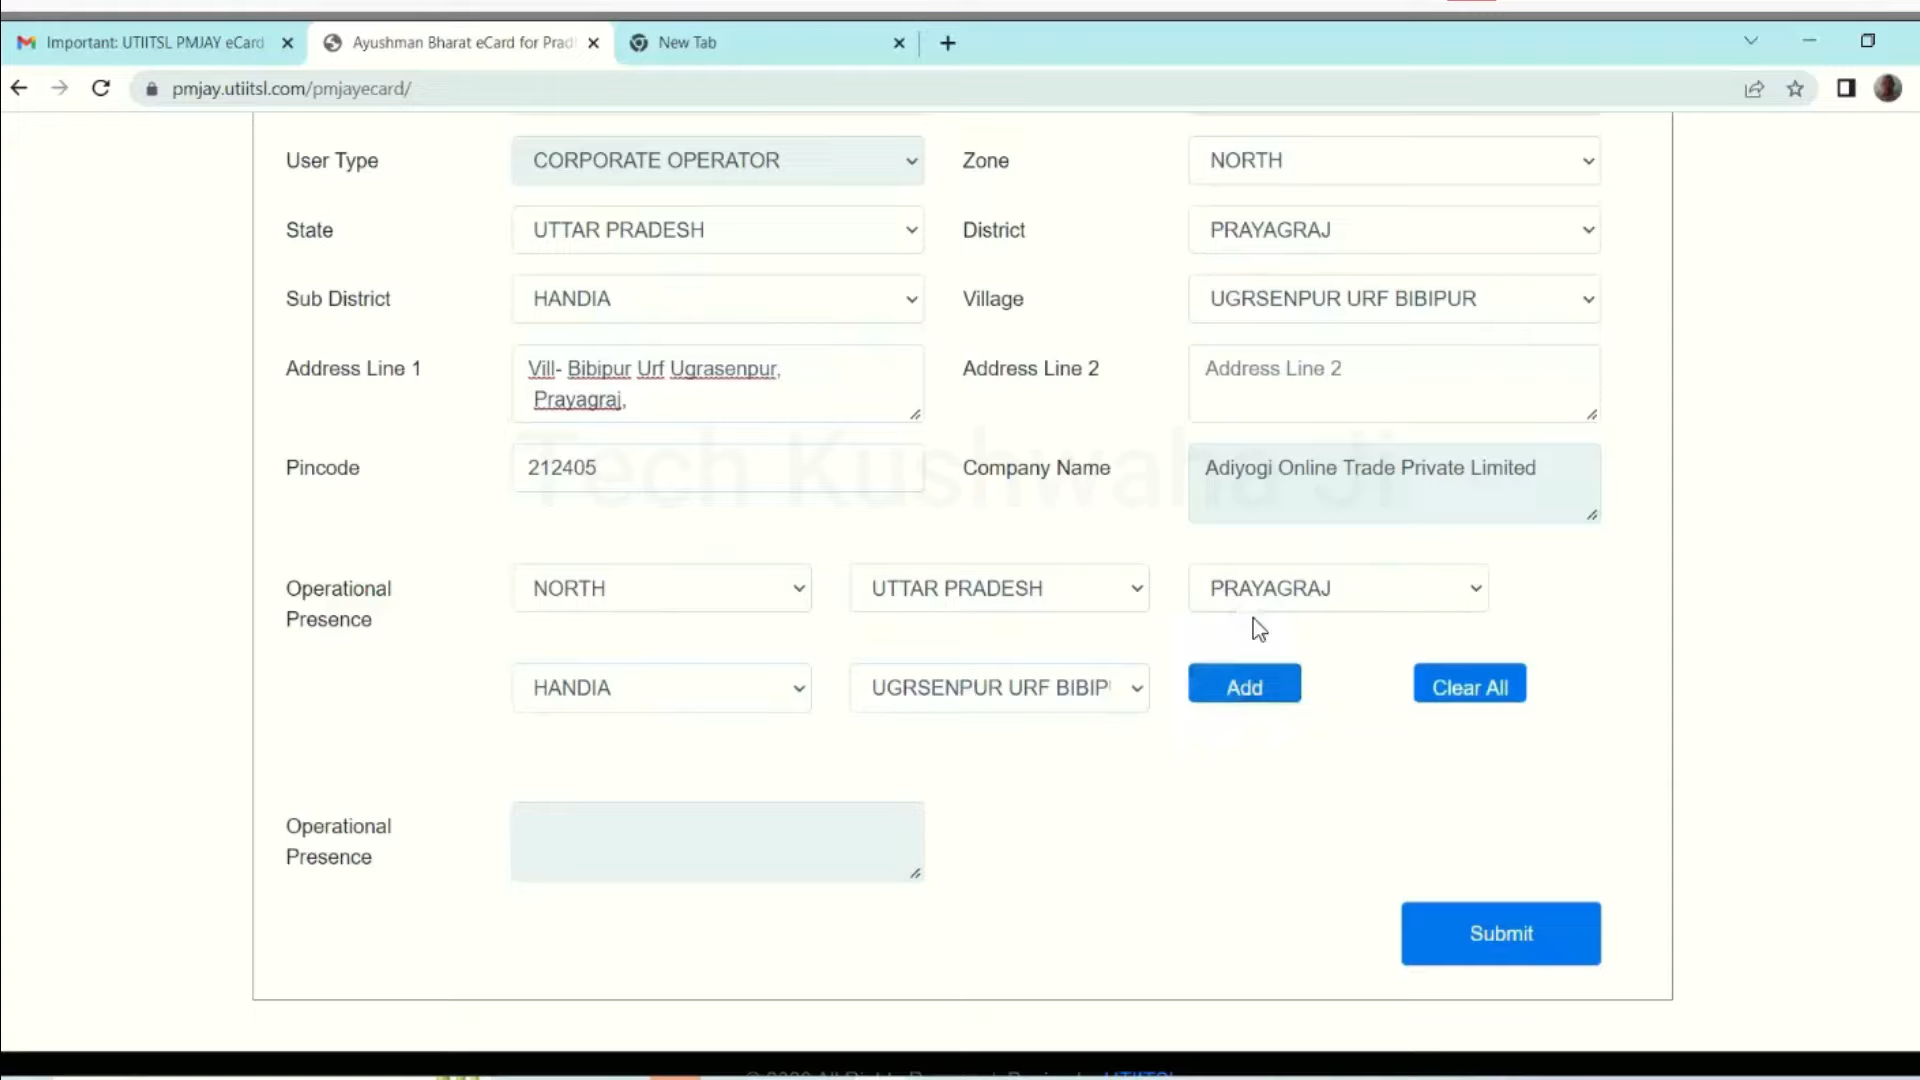 Important: UTIITSL PMJAY eCard
Ayushman Bharat eCard for Prad
New Tab
pmjay.utiitsl.com/pmjayecard/
User Type
CORPORATE OPERATOR
Zone
NORTH
State
UTTAR PRADESH
District
PRAYAGRAJ
Sub District
HANDIA
Village
UGRSENPUR URF BIBIPUR
Address Line 1
Vill- Bibipur Urf Ugrasenpur,
Prayagraj,
Address Line 2
Address Line 2
Pincode
212405
Company Name
Adiyogi Online Trade Private Limited
Tech Kushwaha Ji
Operational
Presence
NORTH
UTTAR PRADESH
PRAYAGRAJ
HANDIA
UGRSENPUR URF BIBIP
Add
Clear All
Operational
Presence
Submit